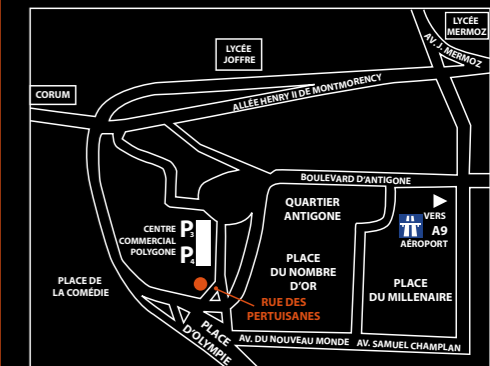 LYCÉE
MERMOZ
LYCÉE
JOFFRE
AV. J. MERMOZ
CORUM
ALLÉE HENRY II DE MONTMORENCY
BOULEVARD D'ANTIGONE
QUARTIER
ANTIGONE
VERS
A9
AÉROPORT
CENTRE
COMMERCIAL
POLYGONE
P3
P4
PLACE
DU NOMBRE
D'OR
PLACE DE
LA COMÉDIE
PLACE
DU MILLENAIRE
RUE DES
PERTUISANES
PLACE
D'OLYMPIE
AV. DU NOUVEAU MONDE
AV. SAMUEL CHAMPLAN